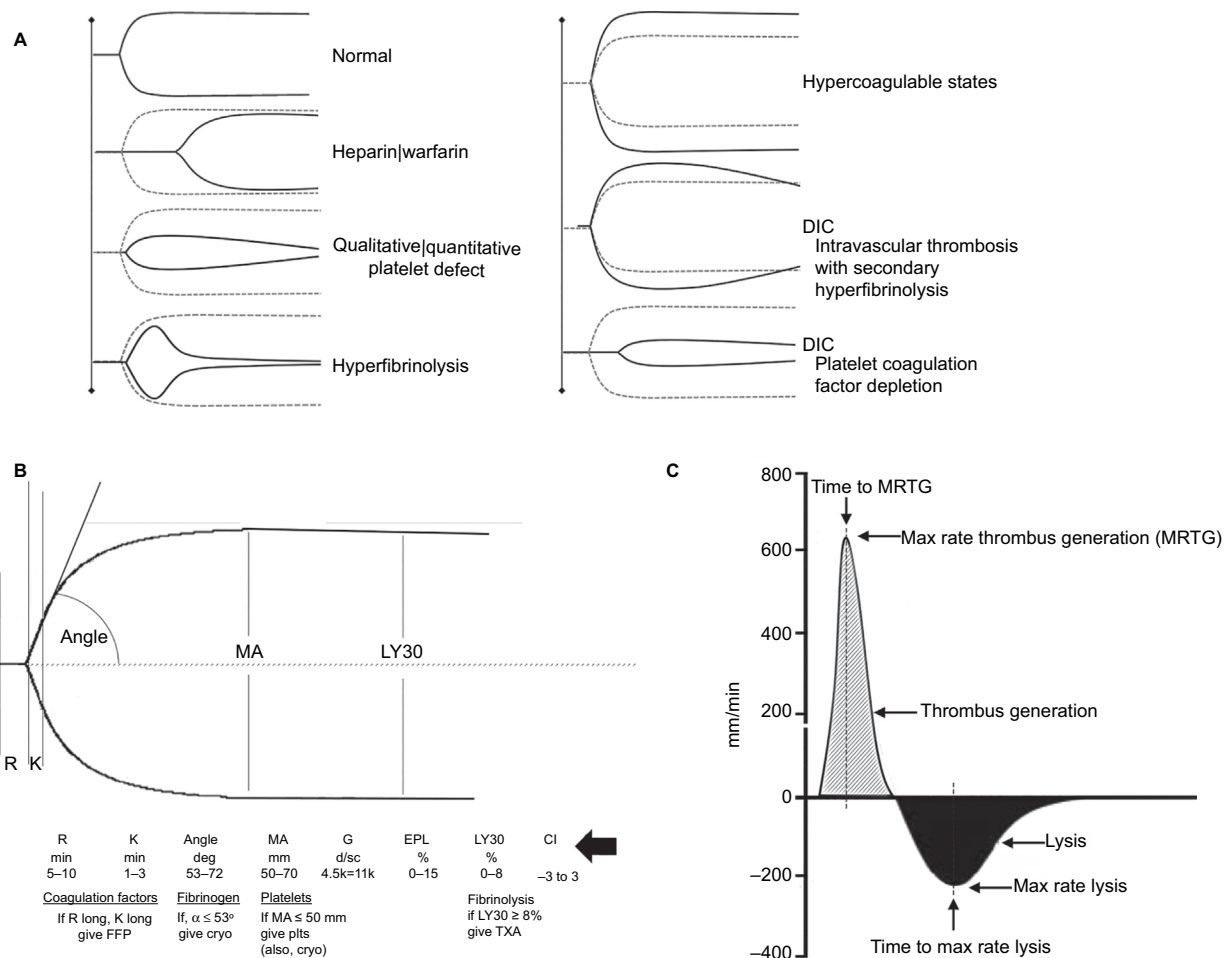 A
Normal
Heparin|warfarin
Qualitative|quantitative
platelet defect
Hyperfibrinolysis
Hypercoagulable states
DIC
Intravascular thrombosis
with secondary
hyperfibrinolysis
DIC
Platelet coagulation
factor depletion
B
Angle
MA
LY30
R
K
R K Angle MA G EPL LY30 CI
min min deg mm d/sc % %
5–10 1–3 53–72 50–70 4.5k=11k 0–15 0–8 –3 to 3
Coagulation factors Fibrinogen Platelets Fibrinolysis
If R long, K long If, α ≤ 53º If MA ≤ 50 mm if LY30 ≥ 8%
give FFP give cryo give plts give TXA
(also, cryo)
C
800
Time to MRTG
Max rate thrombus generation (MRTG)
600
400
mm/min
200
Thrombus generation
0
Lysis
–200
Max rate lysis
Time to max rate lysis
–400